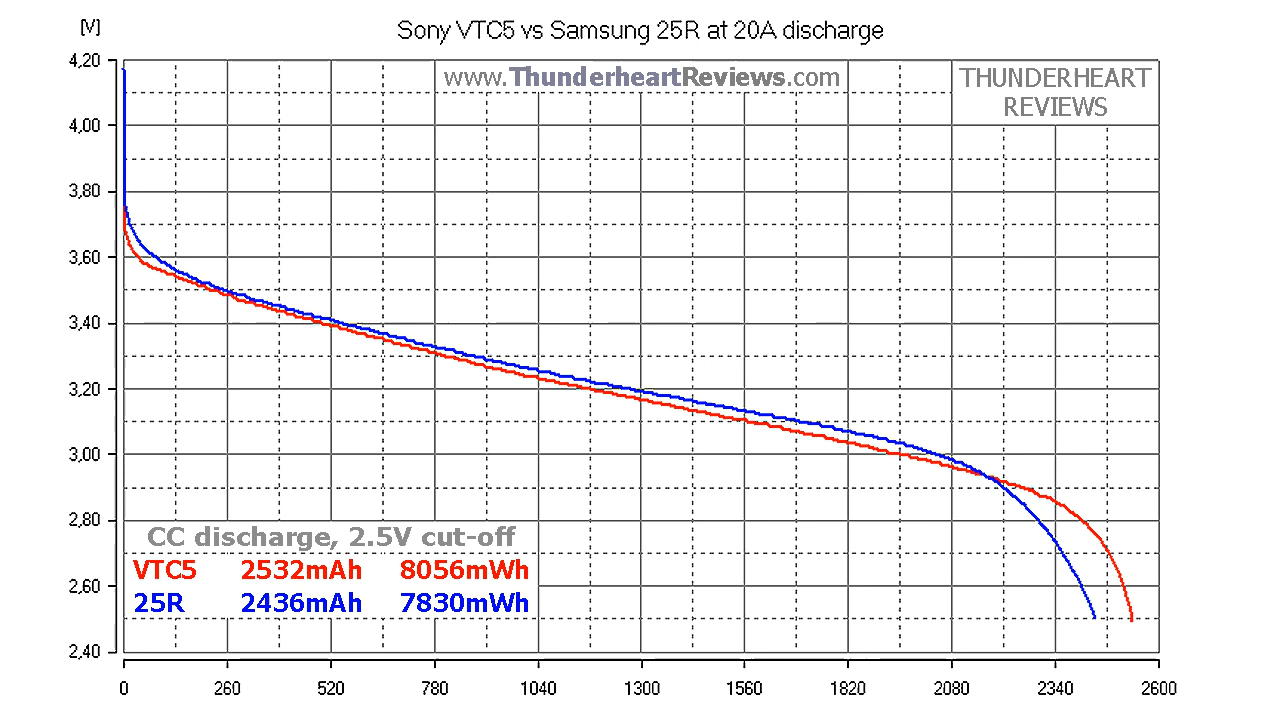 [V]
Sony VTC5 vs Samsung 25R at 20A discharge
4,20
www.ThunderheartReviews.com
THUNDERHEART
REVIEWS
4,00
3,80
3,60
3,40
3,20
3,00
2,80
CC discharge, 2.5V cut-off
VTC5 2532mAh 8056mWh
2,60
25R 2436mAh 7830mWh
2,40
0 260 520 780 1040 1300 1560 1820 2080 2340 2600